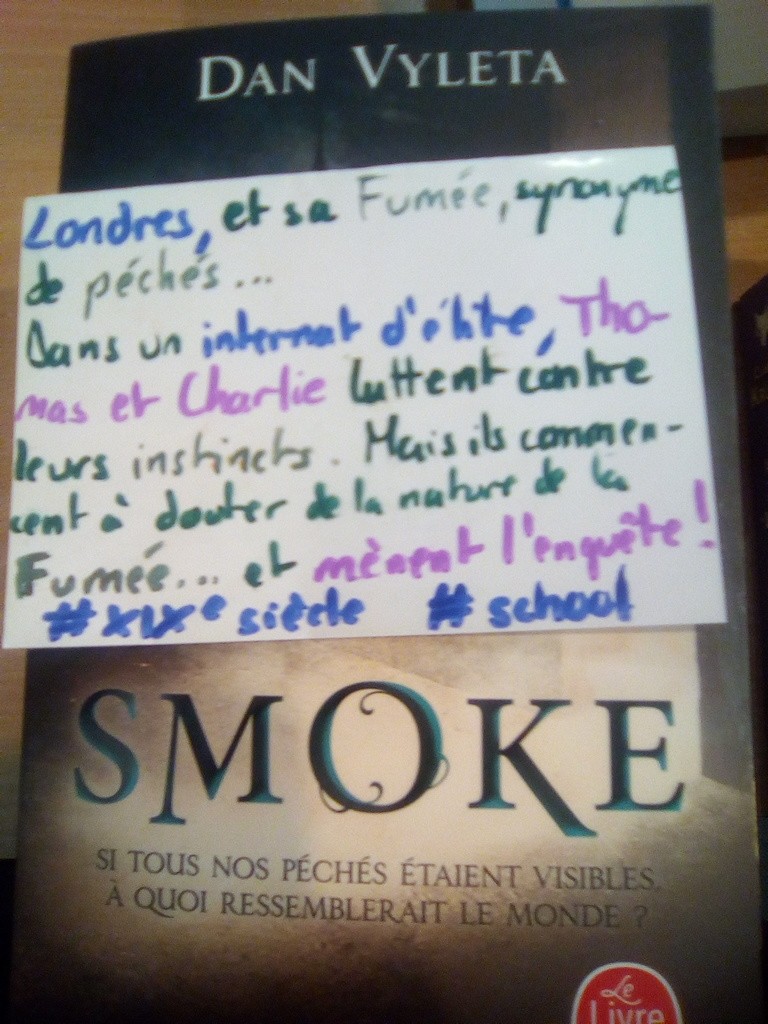 DAN VYLETA
Londres, et sa Fumée, synonyme
de péchés...
Dans un internat d'élite, Tho-
mas et Charlie luttent contre
leurs instincts. Mais ils commen-
cent à douter de la nature de la
Fumée... et mènent l'enquête!
#XIXe siècle #school
SMOKE
SI TOUS NOS PÉCHÉS ÉTAIENT VISIBLES,
À QUOI RESSEMBLERAIT LE MONDE ?
Le
Livre